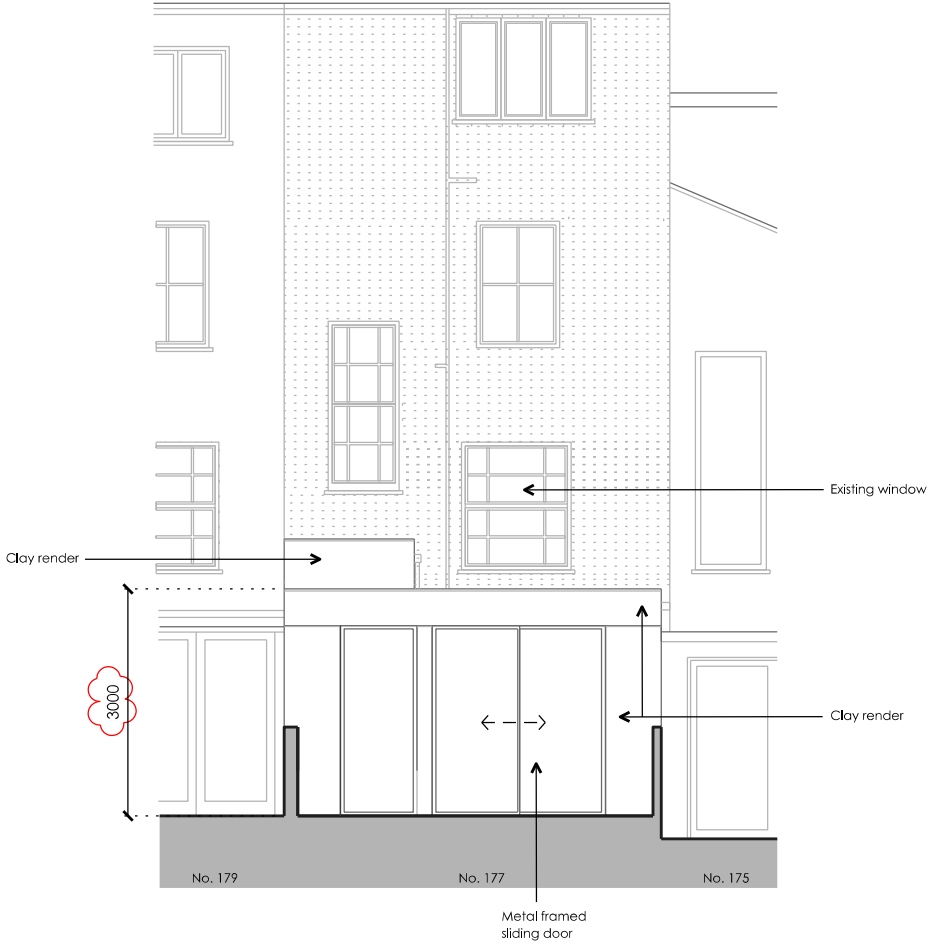 Existing window
Clay render
3000
Clay render
No. 179
No. 177
No. 175
Metal framed
sliding door